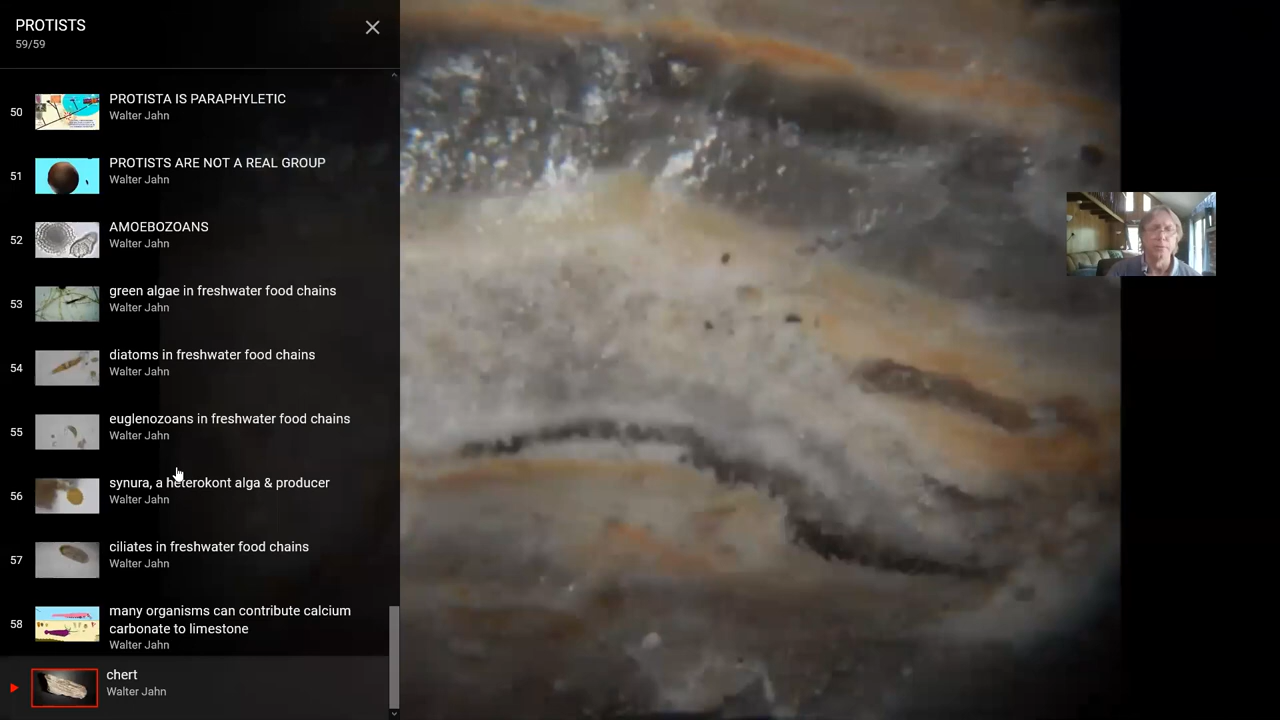 PROTISTS
59/59
50
PROTISTA IS PARAPHYLETIC
Walter Jahn
51
PROTISTS ARE NOT A REAL GROUP
Walter Jahn
52
AMOEBOZOANS
Walter Jahn
53
green algae in freshwater food chains
Walter Jahn
54
diatoms in freshwater food chains
Walter Jahn
55
euglenozoans in freshwater food chains
Walter Jahn
56
synura, a heterokont alga & producer
Walter Jahn
57
ciliates in freshwater food chains
Walter Jahn
58
many organisms can contribute calcium
carbonate to limestone
Walter Jahn
chert
Walter Jahn